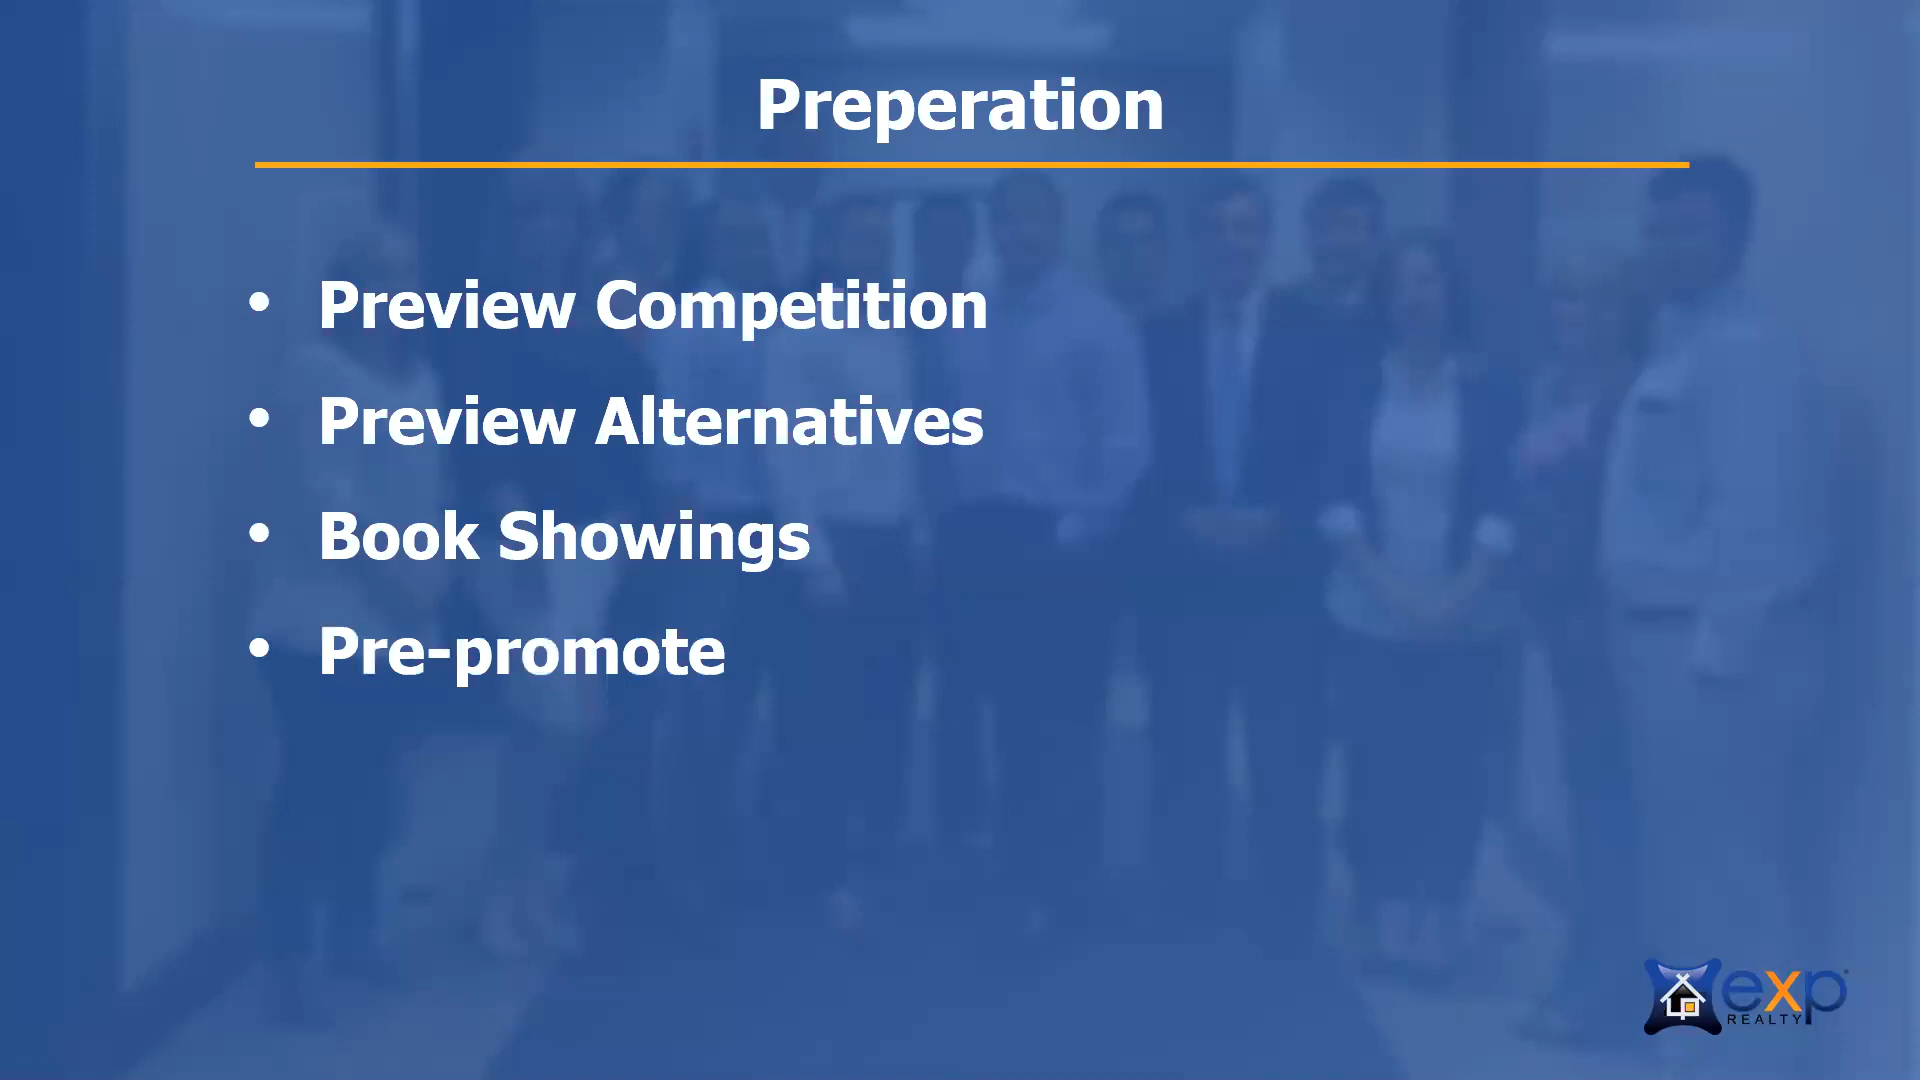 Preperation
• Preview Competition
• Preview Alternatives
• Book Showings
• Pre-promote
exp
REALTY